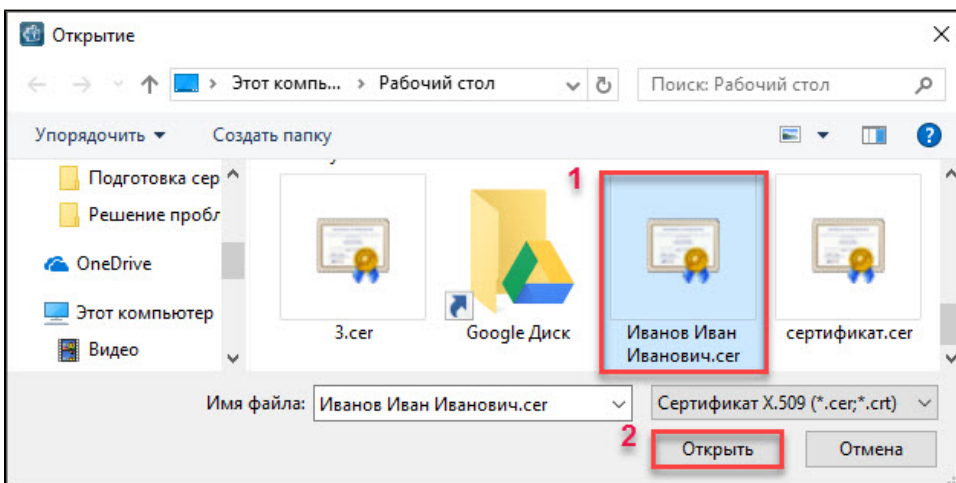 Открытие
Этот компь... Рабочий стол
Поиск: Рабочий стол
Упорядочить
Создать папку
Подготовка сер
Решение пробл
OneDrive
Этот компьютер
Видео
3.cer
Google Диск
1
Иванов Иван
Иванович.cer
сертификат.cer
Имя файла: Иванов Иван Иванович.cer
Сертификат X.509 (*.cer;*.crt)
2
Открыть
Отмена